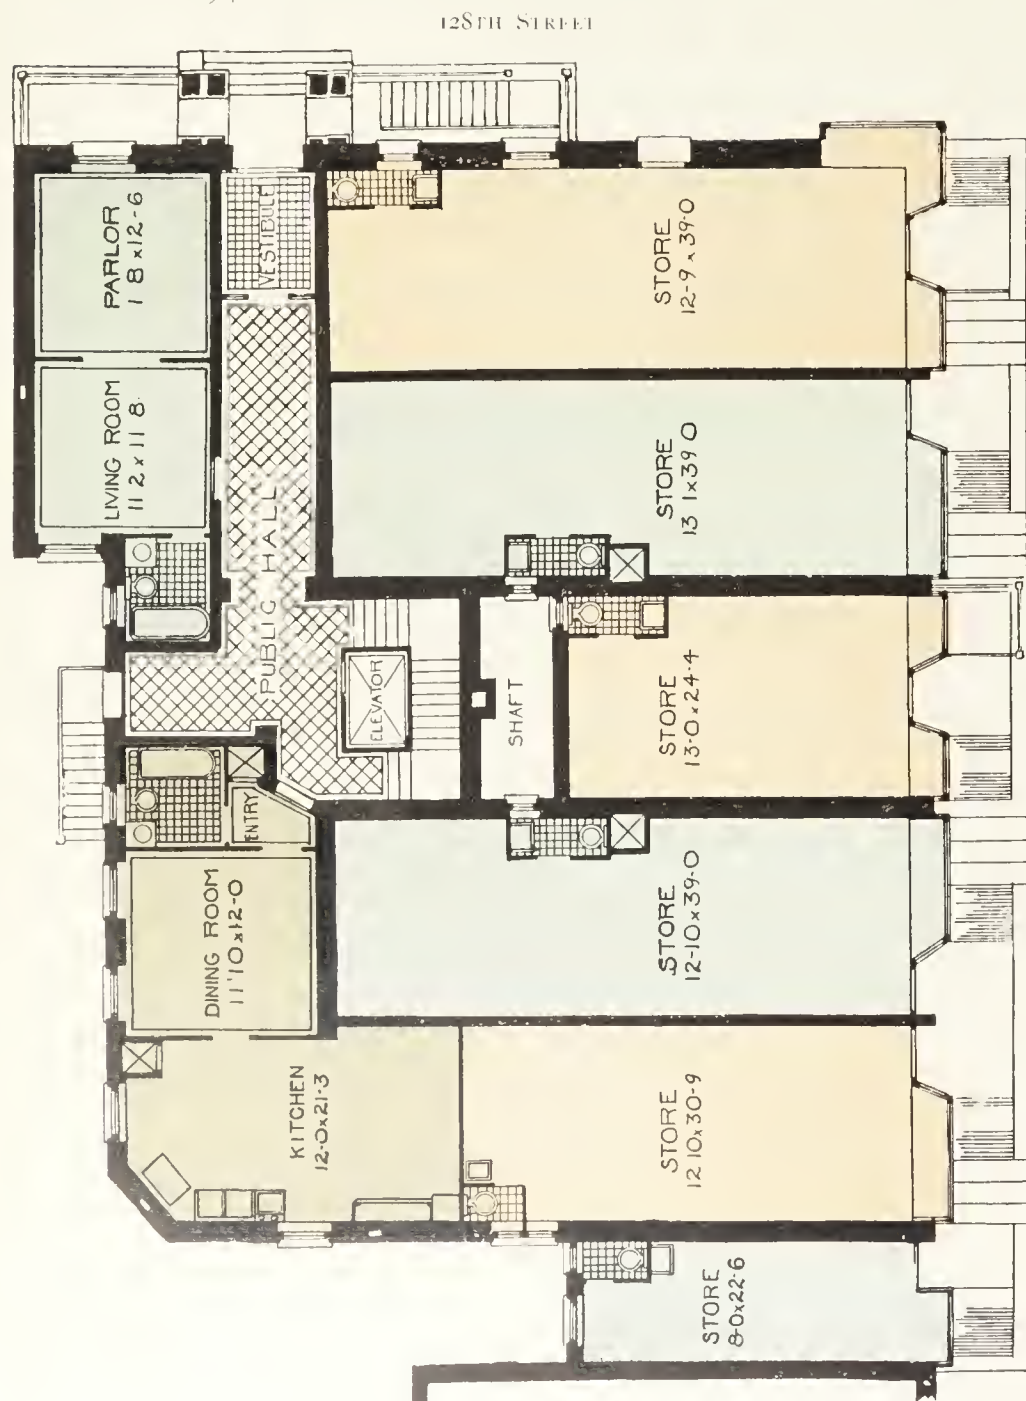 128TH STREET
PARLOR
1 8 x 12-6
VESTIBULE
STORE
12-9 x 39-0
LIVING ROOM
11 2 x 11 8
STORE
13 1 x 39 0
PUBLIC HALL
ELEVATOR
SHAFT
STORE
13-0 x 24-4
ENTRY
DINING ROOM
11'10 x 12-0
STORE
12-10 x 39-0
KITCHEN
12-0 x 21-3
STORE
12 10 x 30-9
STORE
8-0 x 22-6